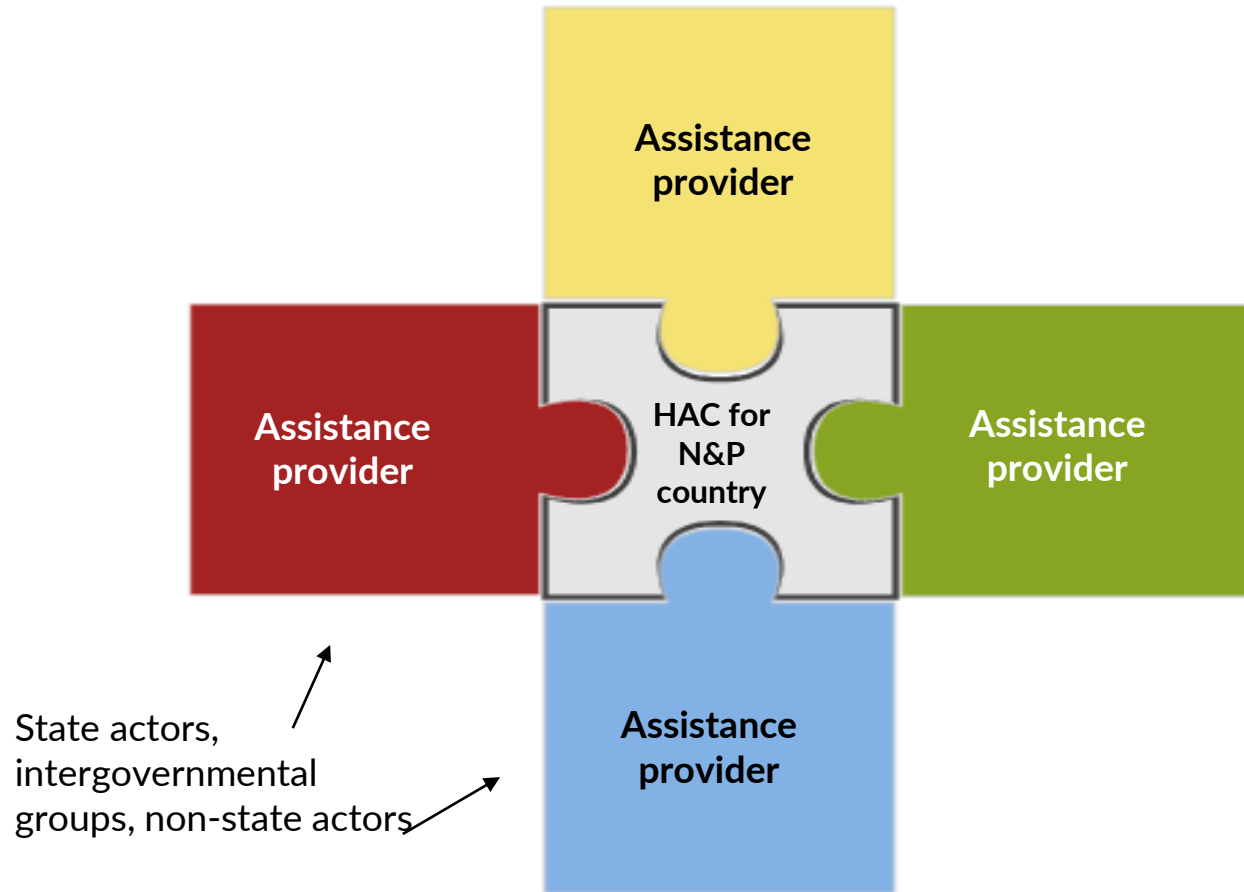 Assistance
provider
Assistance
provider
HAC for
N&P
country
Assistance
provider
Assistance
provider
State actors,
intergovernmental
groups, non-state actors